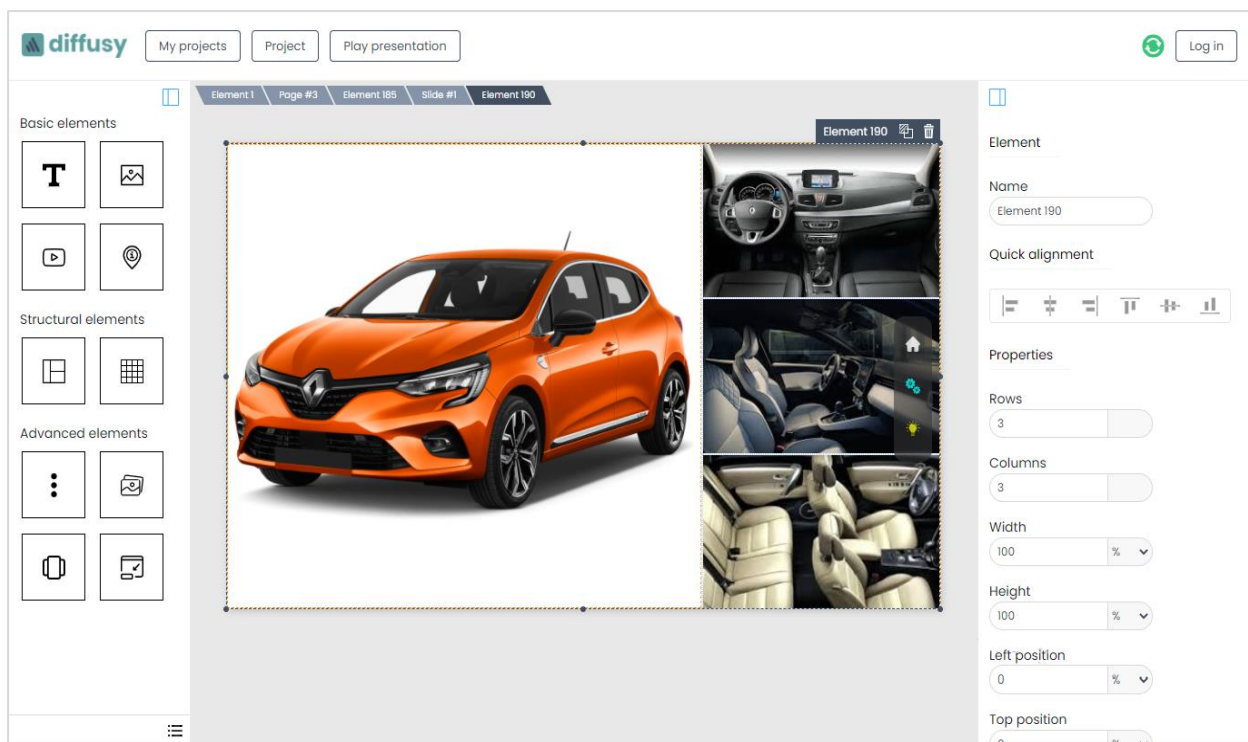 diffusy
My projects
Project
Play presentation
Log in
Element 1
Page #3
Element 185
Slide #1
Element 190
Basic elements
T
Structural elements
Advanced elements
Element 190
Element
Name
Element 190
Quick alignment
Properties
Rows
3
Columns
3
Width
100 %
Height
100 %
Left position
0 %
Top position